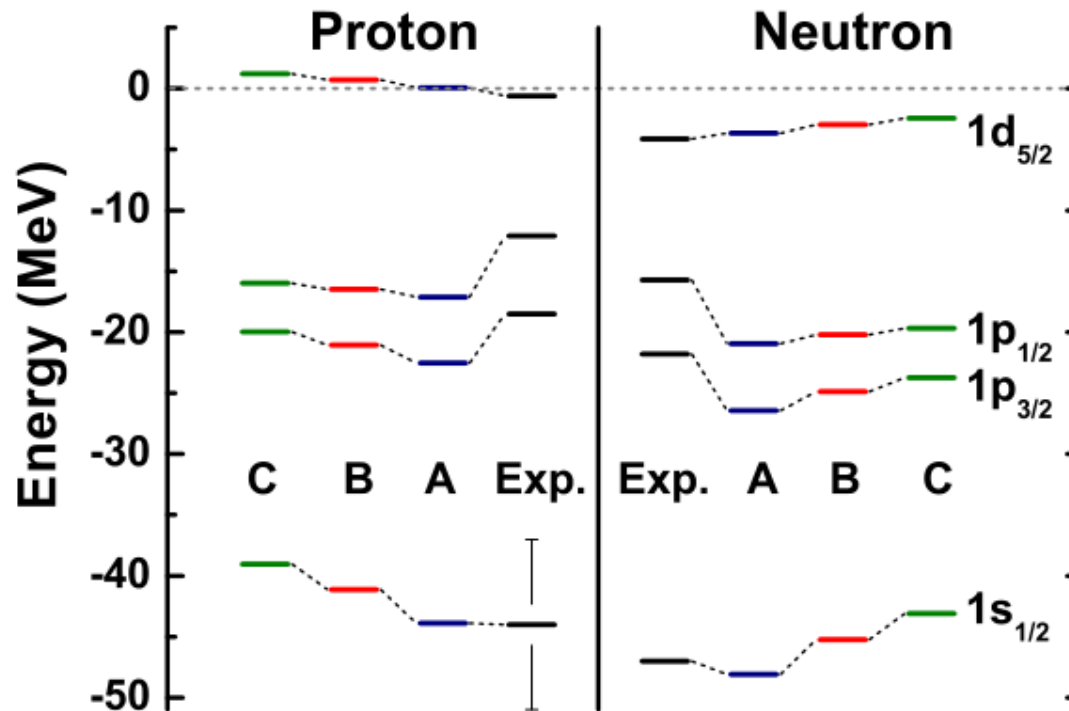 Proton
Neutron
Energy (MeV)
0
-10
-20
-30
-40
-50
C B A Exp.
Exp. A B C
1d5/2
1p1/2
1p3/2
1s1/2